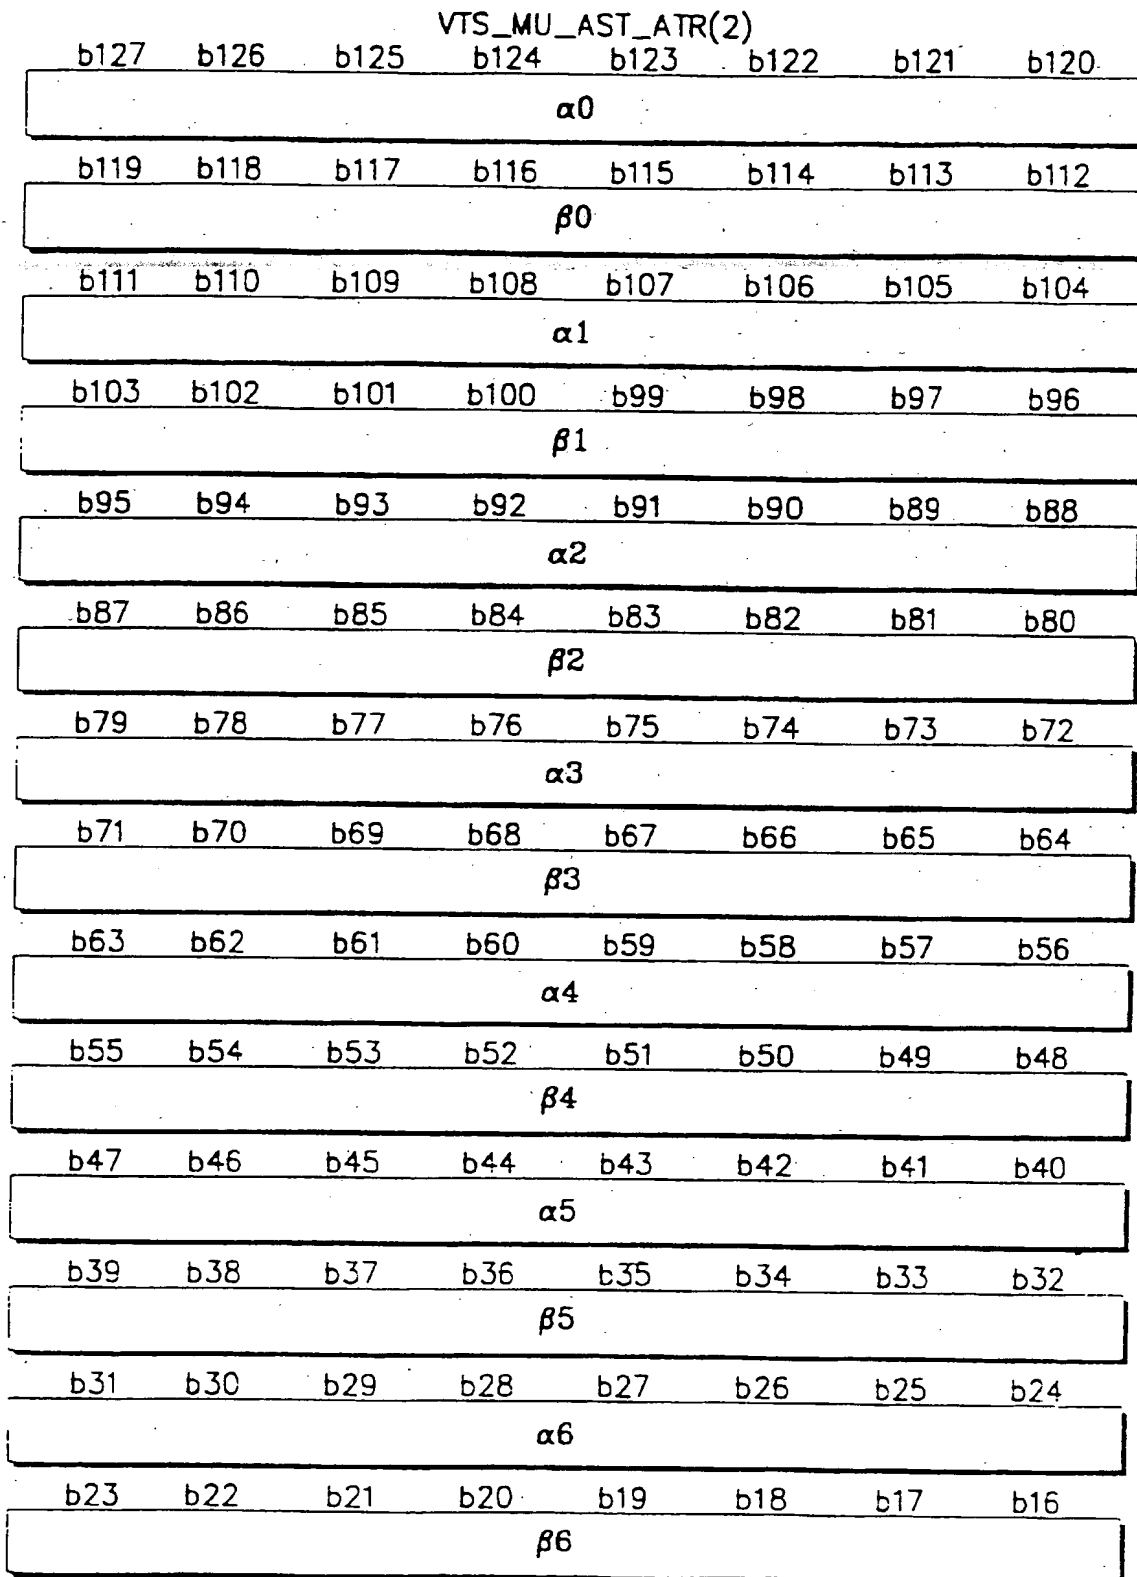 VTS_MU_AST_ATR(2)
b127 b126 b125 b124 b123 b122 b121 b120
α0
b119 b118 b117 b116 b115 b114 b113 b112
β0
b111 b110 b109 b108 b107 b106 b105 b104
α1
b103 b102 b101 b100 b99 b98 b97 b96
β1
b95 b94 b93 b92 b91 b90 b89 b88
α2
b87 b86 b85 b84 b83 b82 b81 b80
β2
b79 b78 b77 b76 b75 b74 b73 b72
α3
b71 b70 b69 b68 b67 b66 b65 b64
β3
b63 b62 b61 b60 b59 b58 b57 b56
α4
b55 b54 b53 b52 b51 b50 b49 b48
β4
b47 b46 b45 b44 b43 b42 b41 b40
α5
b39 b38 b37 b36 b35 b34 b33 b32
β5
b31 b30 b29 b28 b27 b26 b25 b24
α6
b23 b22 b21 b20 b19 b18 b17 b16
β6